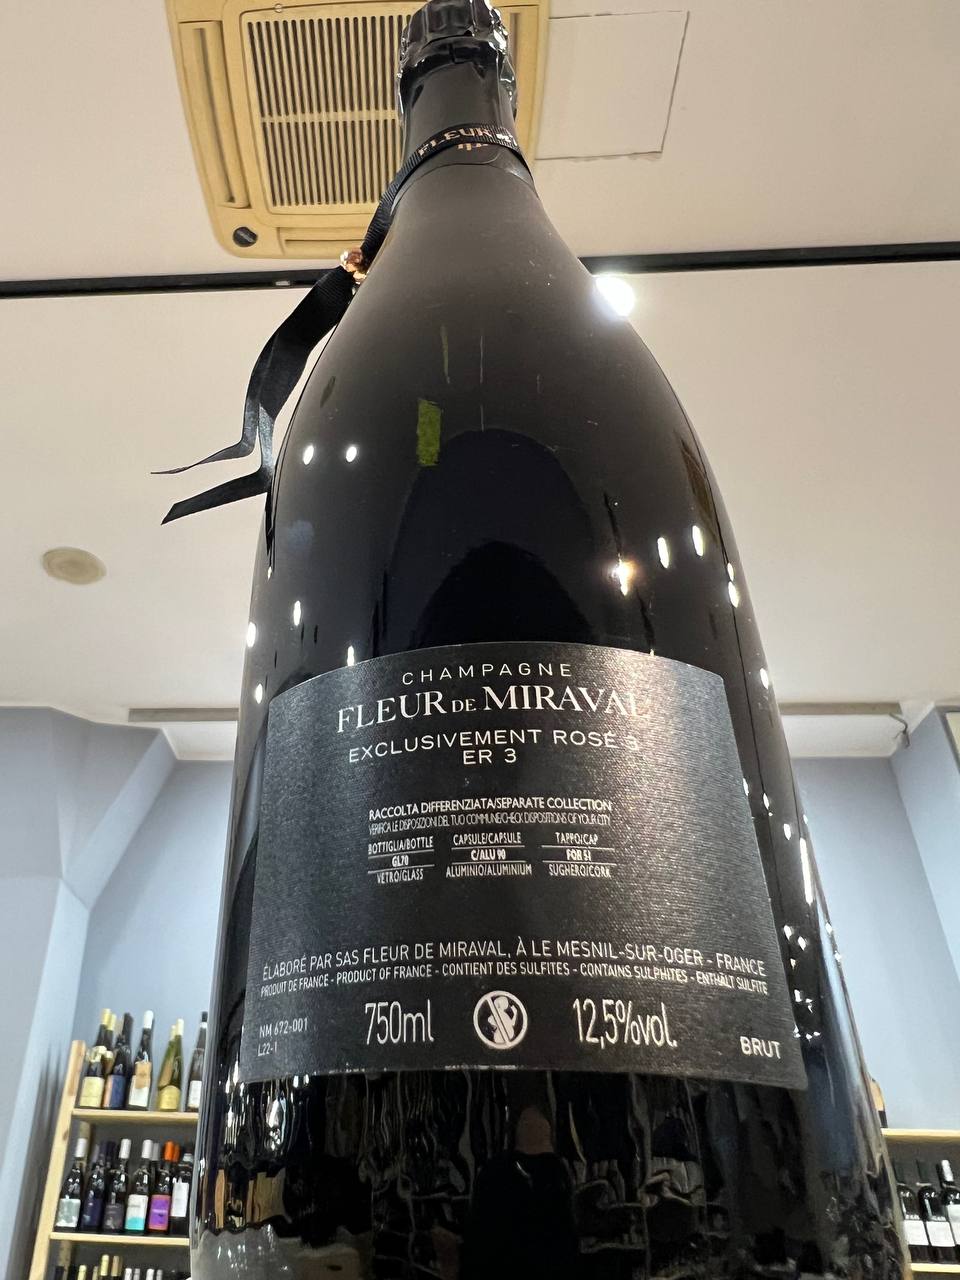 FLEUR
CHAMPAGNE
FLEUR DE MIRAVAL
EXCLUSIVEMENT ROSÉ 3
ER 3
RACCOLTA DIFFERENZIATA/SEPARATE COLLECTION
VERIFICA LE DISPOSIZIONI DEL TUO COMUNE/CHECK DISPOSITIONS OF YOUR CITY
BOTTIGLIA/BOTTLE CAPSULE/CAPSULE TAPPO/CAP
GL70 C/ALU 90 FOR 51
VETRO/GLASS ALUMINIO/ALUMINIUM SUGHERO/CORK
ÉLABORÉ PAR SAS FLEUR DE MIRAVAL, À LE MESNIL-SUR-OGER - FRANCE
PRODUIT DE FRANCE - PRODUCT OF FRANCE - CONTIENT DES SULFITES - CONTAINS SULPHITES - ENTHÄLT SULFITE
NM 672-001
L22-1
750ml 12,5%vol.
BRUT